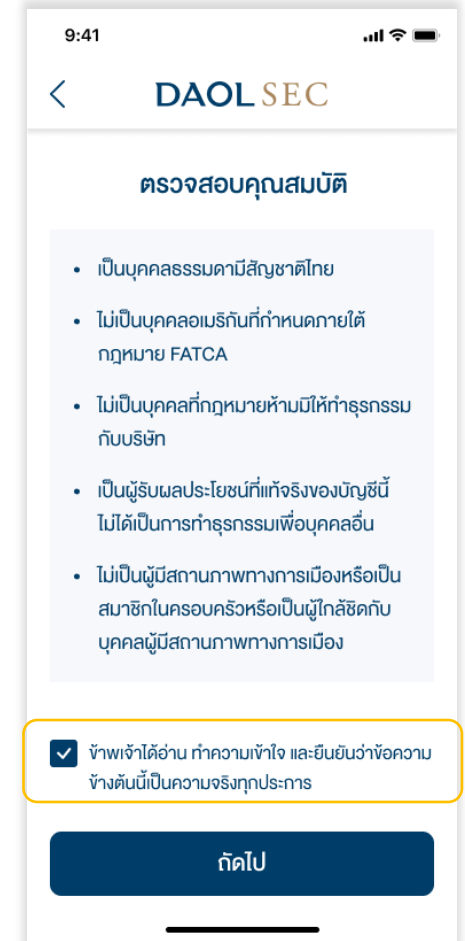 9:41
DAOL SEC
ตรวจสอบคุณสมบัติ
• เป็นบุคคลธรรมดามีสัญชาติไทย
• ไม่เป็นบุคคลอเมริกันที่กำหนดภายใต้
กฎหมาย FATCA
• ไม่เป็นบุคคลที่กฎหมายห้ามมิให้ทำธุรกรรม
กับบริษัท
• เป็นผู้รับผลประโยชน์ที่แท้จริงของบัญชีนี้
ไม่ได้เป็นการทำธุรกรรมเพื่อบุคคลอื่น
• ไม่เป็นผู้มีสถานภาพทางการเมืองหรือเป็น
สมาชิกในครอบครัวหรือเป็นผู้ใกล้ชิดกับ
บุคคลผู้มีสถานภาพทางการเมือง
ข้าพเจ้าได้อ่าน ทำความเข้าใจ และยืนยันว่าข้อความ
ข้างต้นนี้เป็นความจริงทุกประการ
ถัดไป